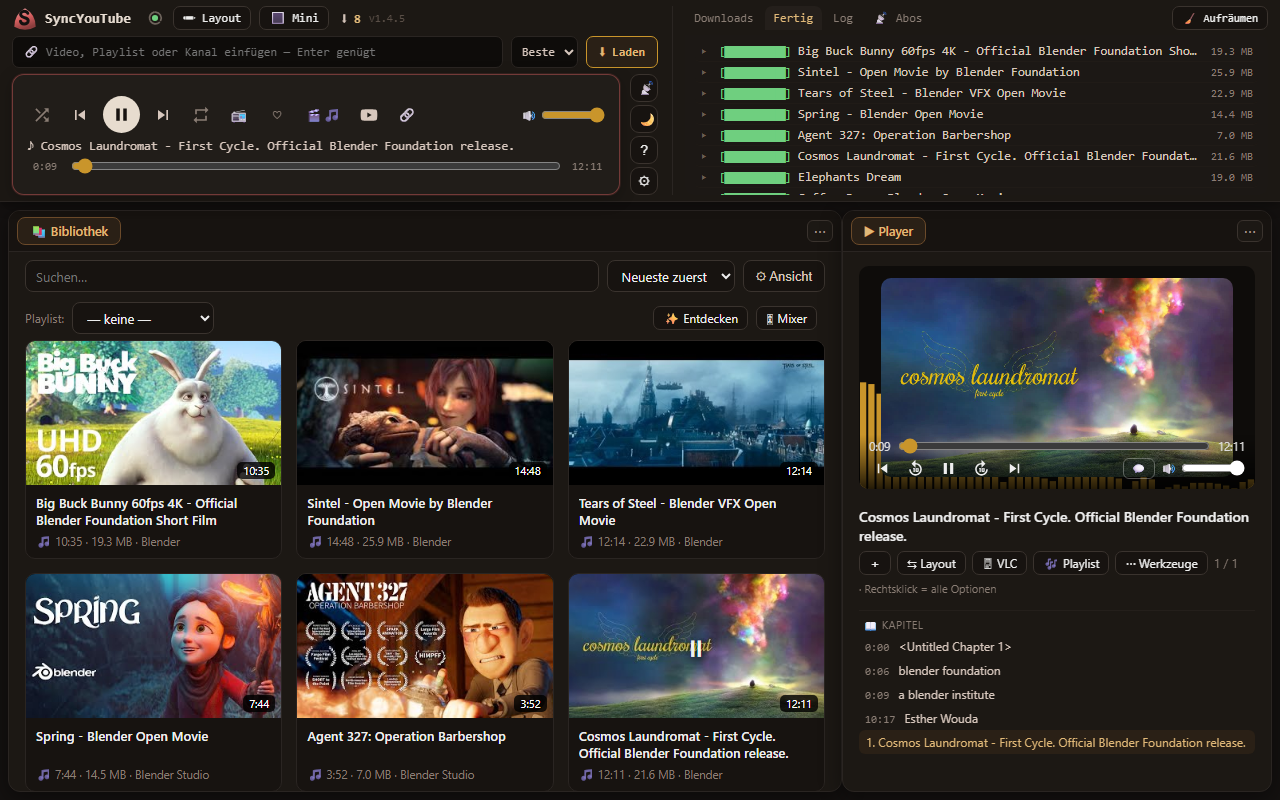 SyncYouTube
Layout
Mini
⬇ 8 v1.4.5
Downloads
Fertig
Log
Abos
Aufräumen
Video, Playlist oder Kanal einfügen — Enter genügt
Beste
⬇ Laden
♪ Cosmos Laundromat - First Cycle. Official Blender Foundation release.
0:09
12:11
?
Big Buck Bunny 60fps 4K - Official Blender Foundation Sho… 19.3 MB
Sintel - Open Movie by Blender Foundation 25.9 MB
Tears of Steel - Blender VFX Open Movie 22.9 MB
Spring - Blender Open Movie 14.4 MB
Agent 327: Operation Barbershop 7.0 MB
Cosmos Laundromat - First Cycle. Official Blender Foundat… 21.6 MB
Elephants Dream 19.0 MB
Bibliothek
...
Suchen...
Neueste zuerst
Ansicht
Playlist:
— keine —
Entdecken
Mixer
Big Buck
BUNNY
UHD
60fps
10:35
Big Buck Bunny 60fps 4K - Official
Blender Foundation Short Film
10:35 · 19.3 MB · Blender
SINTEL
14:48
Sintel - Open Movie by Blender
Foundation
14:48 · 25.9 MB · Blender
TEARS OF STEEL
12:14
Tears of Steel - Blender VFX Open
Movie
12:14 · 22.9 MB · Blender
SPRING
blender
7:44
Spring - Blender Open Movie
7:44 · 14.5 MB · Blender Studio
AGENT 327
OPERATION BARBERSHOP
3:52
Agent 327: Operation Barbershop
3:52 · 7.0 MB · Blender Studio
cosmos laundromat
first cycle
12:11
Cosmos Laundromat - First Cycle.
Official Blender Foundation release.
12:11 · 21.6 MB · Blender
▶ Player
...
cosmos laundromat
first cycle
0:09
12:11
10
10
Cosmos Laundromat - First Cycle. Official Blender Foundation
release.
+
Layout
VLC
Playlist
··· Werkzeuge
1 / 1
· Rechtsklick = alle Optionen
KAPITEL
0:00 <Untitled Chapter 1>
0:06 blender foundation
0:09 a blender institute
10:17 Esther Wouda
1. Cosmos Laundromat - First Cycle. Official Blender Foundation release.